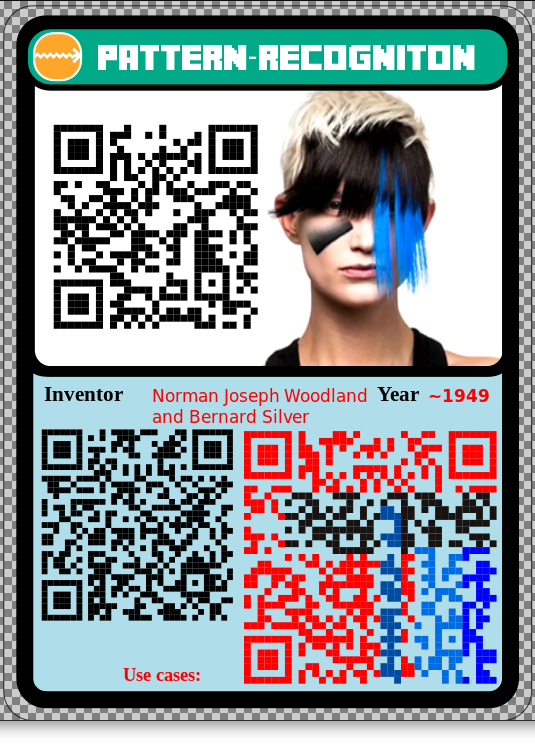 PATTERN-RECOGNITON
Inventor Norman Joseph Woodland Year ~1949
and Bernard Silver
Use cases: